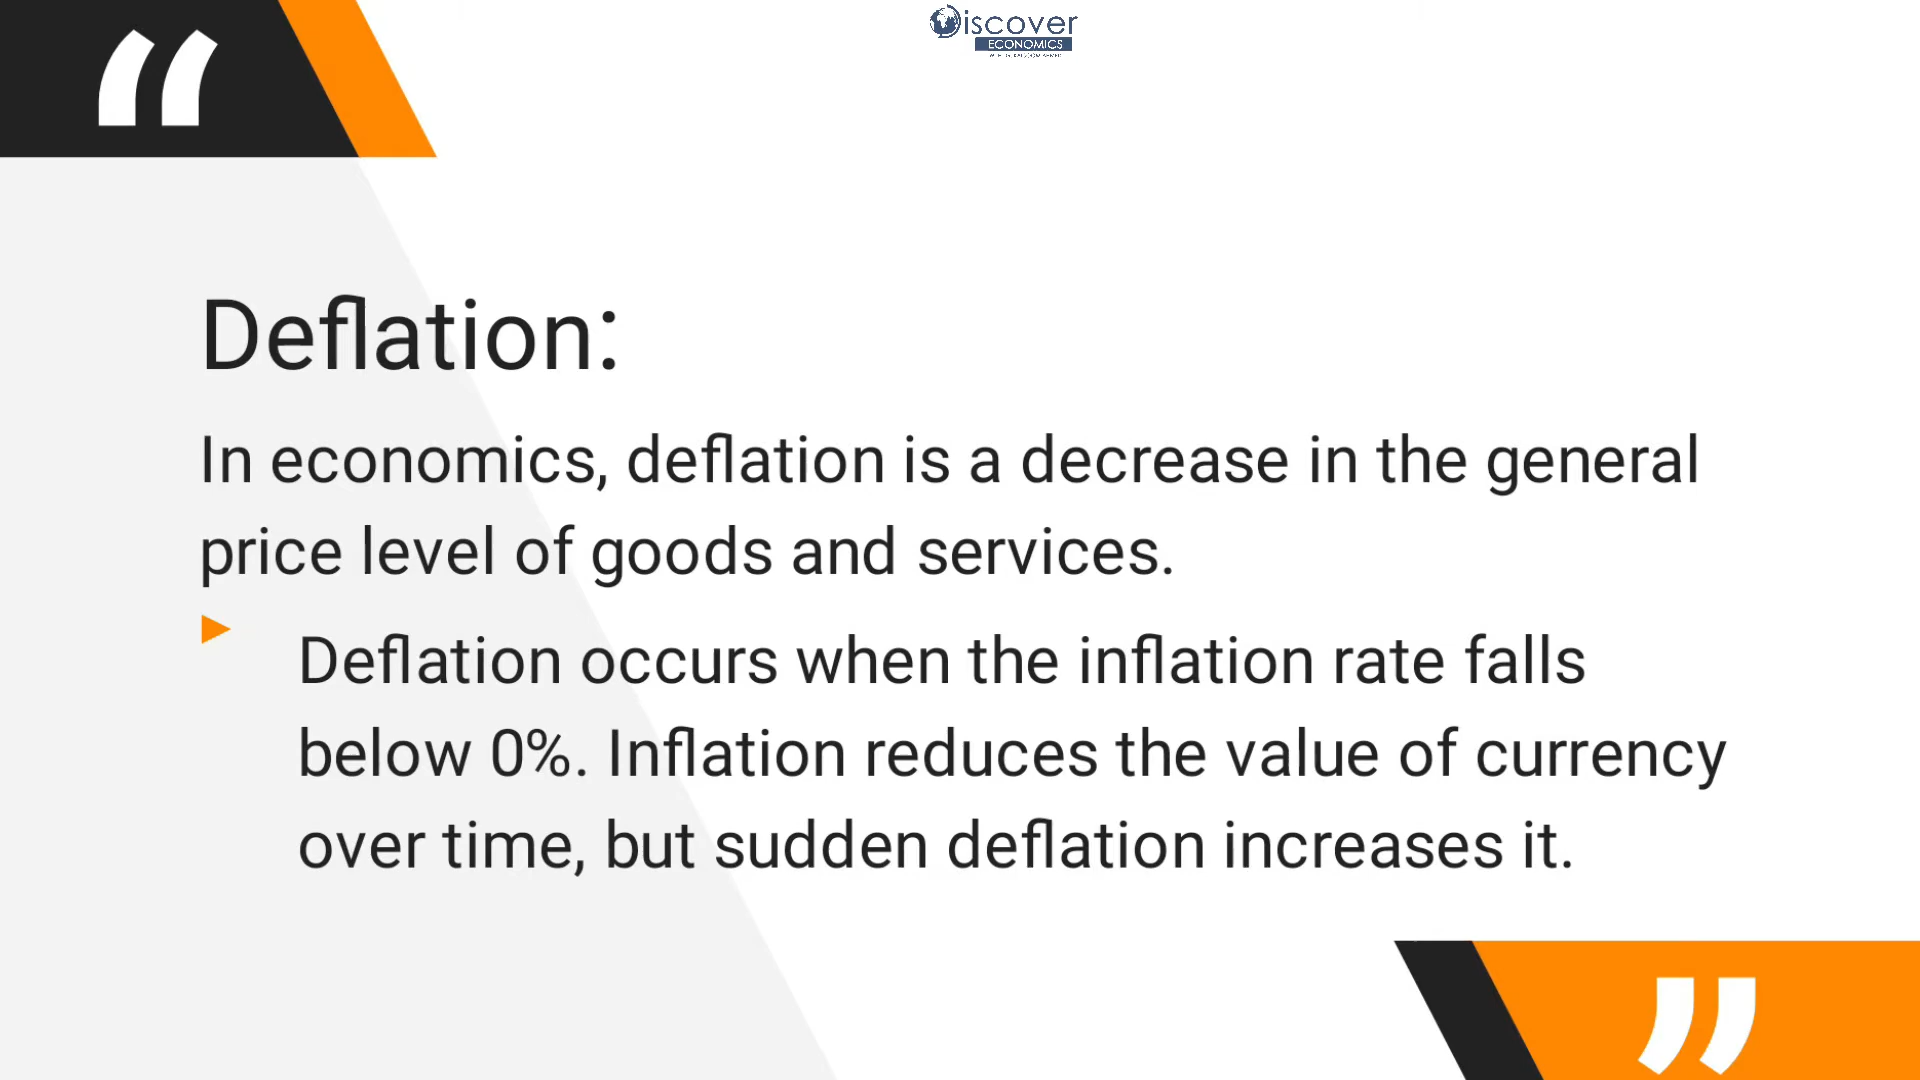 Discover
ECONOMICS
Deflation:
In economics, deflation is a decrease in the general
price level of goods and services.
Deflation occurs when the inflation rate falls
below 0%. Inflation reduces the value of currency
over time, but sudden deflation increases it.